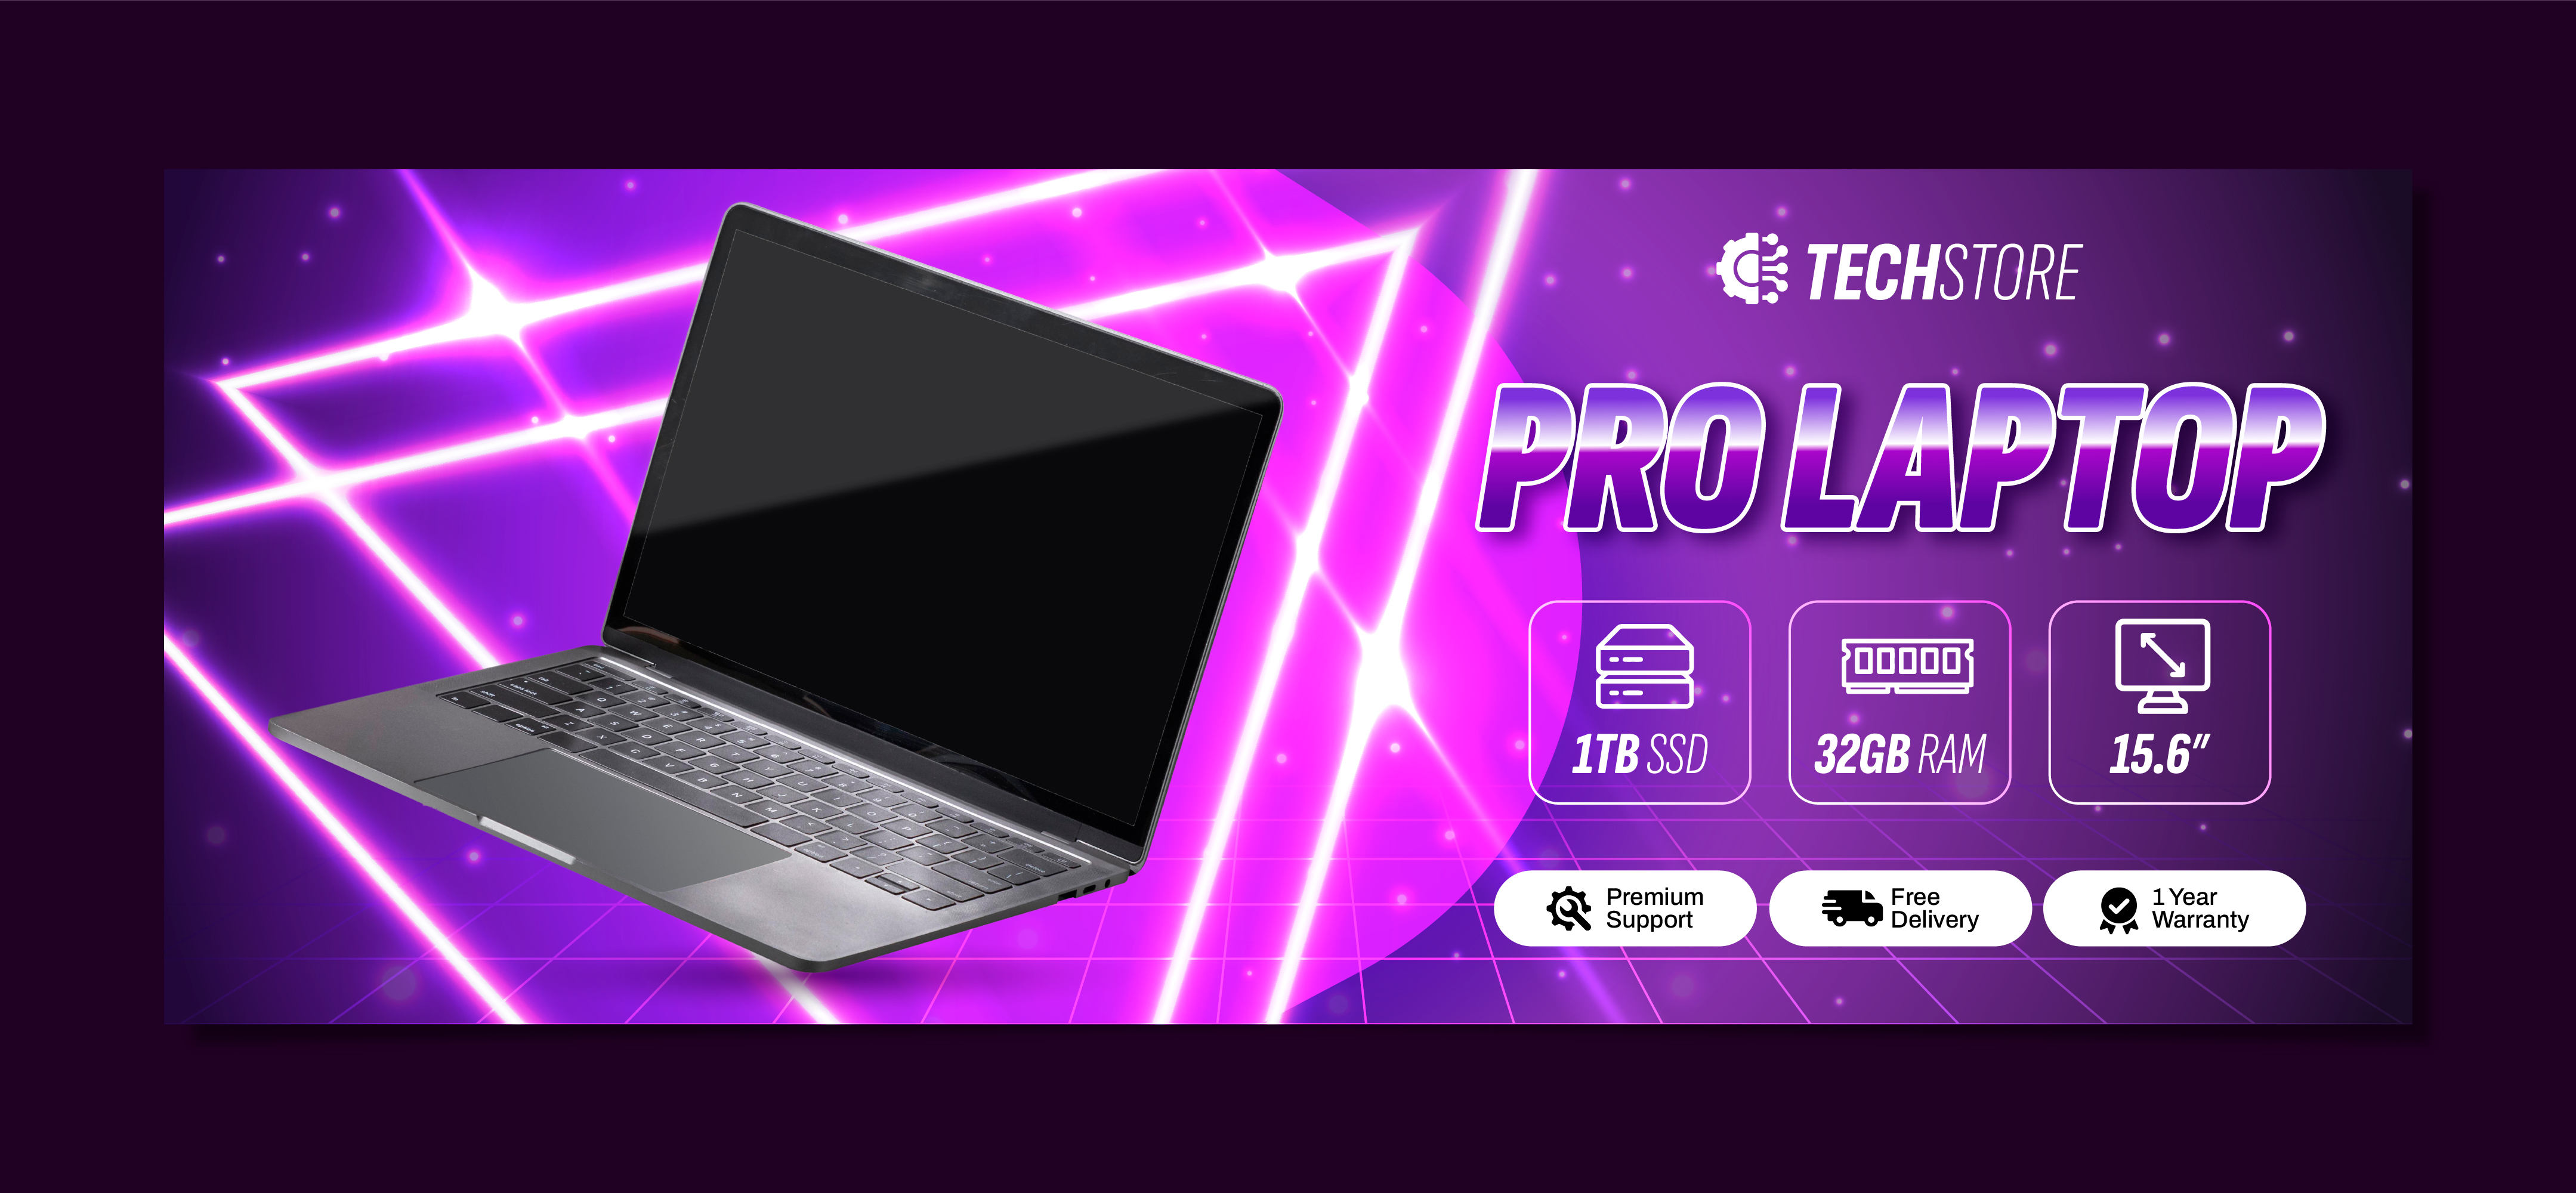 TECHSTORE
PRO LAPTOP
1TB SSD
32GB RAM
15.6"
Premium
Support
Free
Delivery
1 Year
Warranty